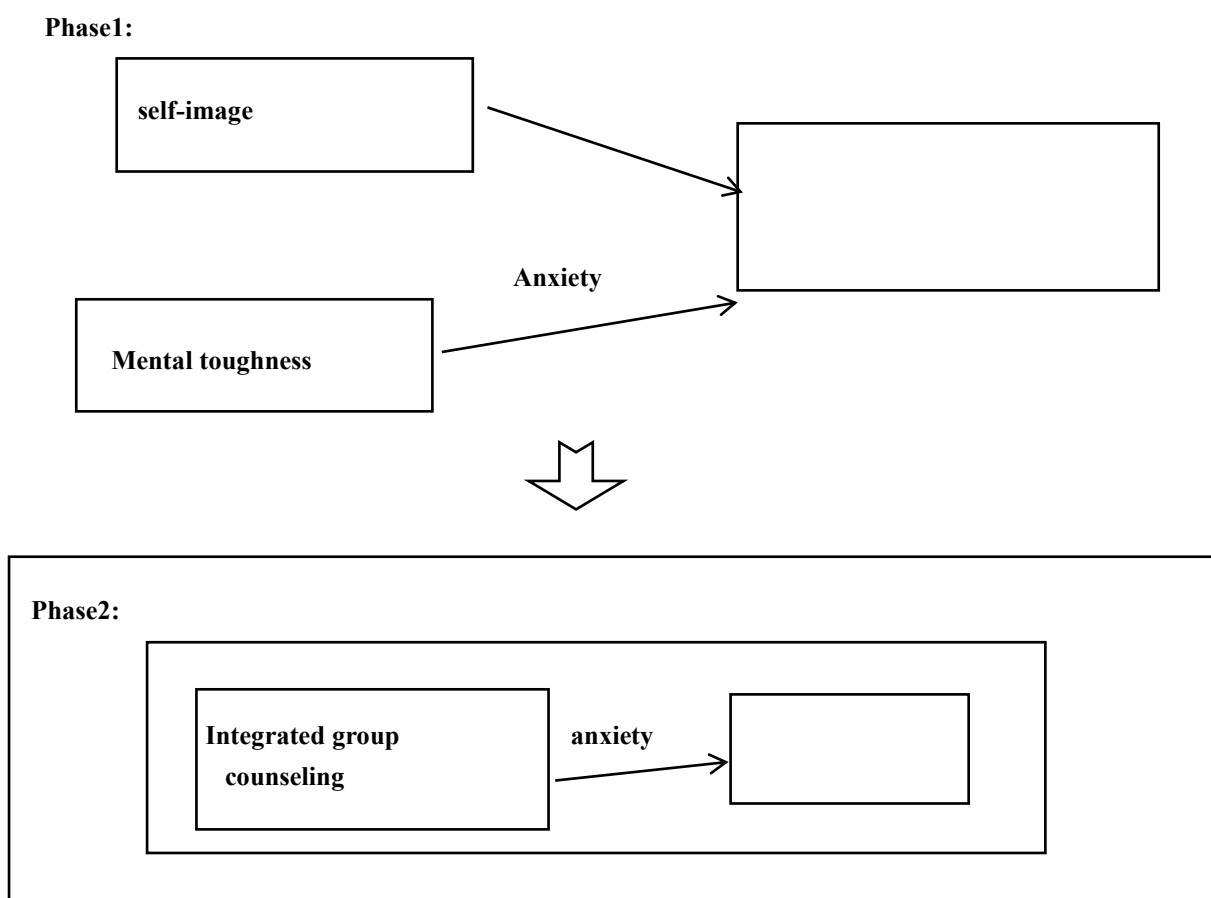 Phase1:
self-image
Anxiety
Mental toughness
Phase2:
Integrated group
counseling
anxiety